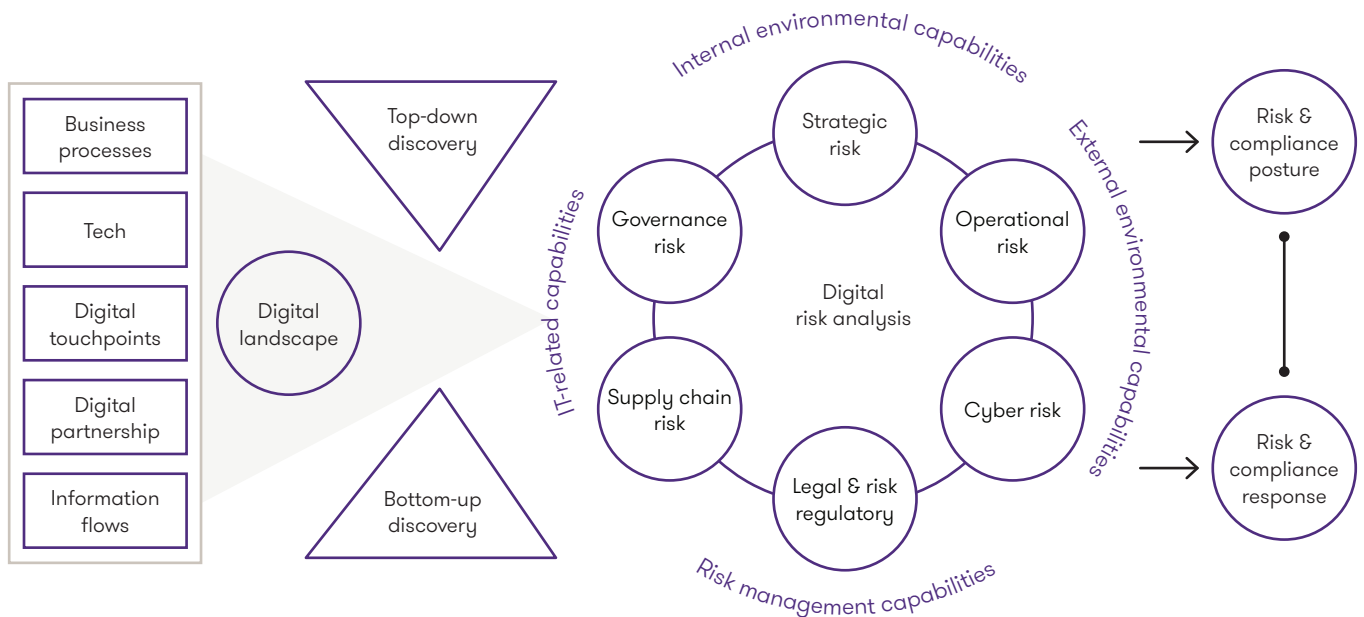 Business
processes
Tech
Digital
touchpoints
Digital
partnership
Information
flows
Digital
landscape
Top-down
discovery
Bottom-up
discovery
Internal environmental capabilities
IT-related capabilities
External environmental capabilities
Risk management capabilities
Strategic
risk
Governance
risk
Operational
risk
Digital
risk analysis
Supply chain
risk
Cyber risk
Legal & risk
regulatory
Risk &
compliance
posture
Risk &
compliance
response